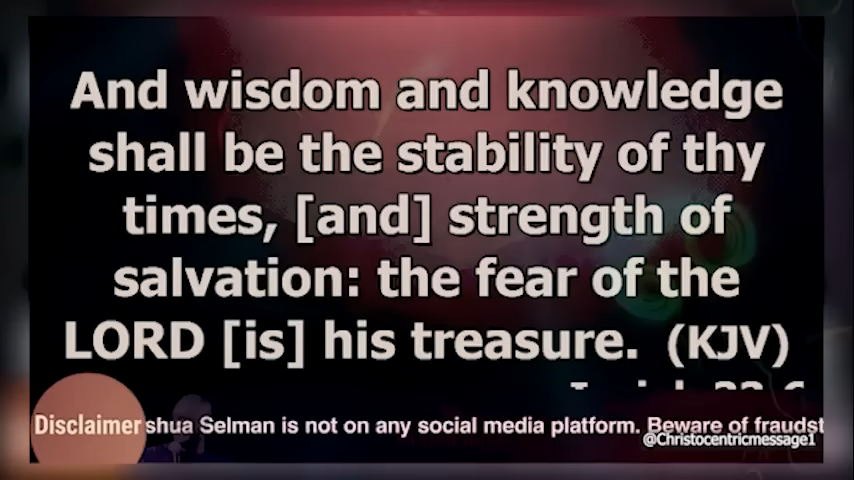 And wisdom and knowledge
shall be the stability of thy
times, [and] strength of
salvation: the fear of the
LORD [is] his treasure. (KJV)
Disclaimer shua Selman is not on any social media platform. Beware of fraudst
@Christocentricmessage1